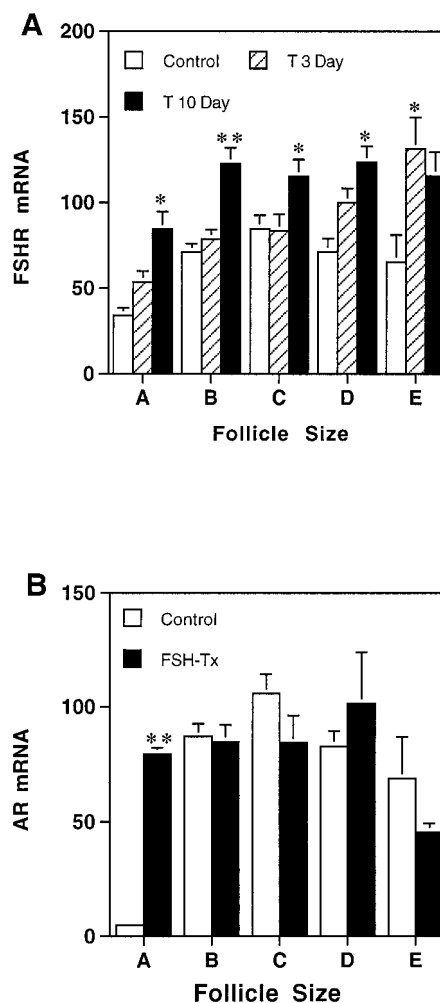 A
200
Control
T 3 Day
T 10 Day
**
*
*
*
*
150
100
50
0
FSHR mRNA
A B C D E
Follicle Size
B
150
Control
FSH-Tx
**
100
50
0
AR mRNA
A B C D E
Follicle Size